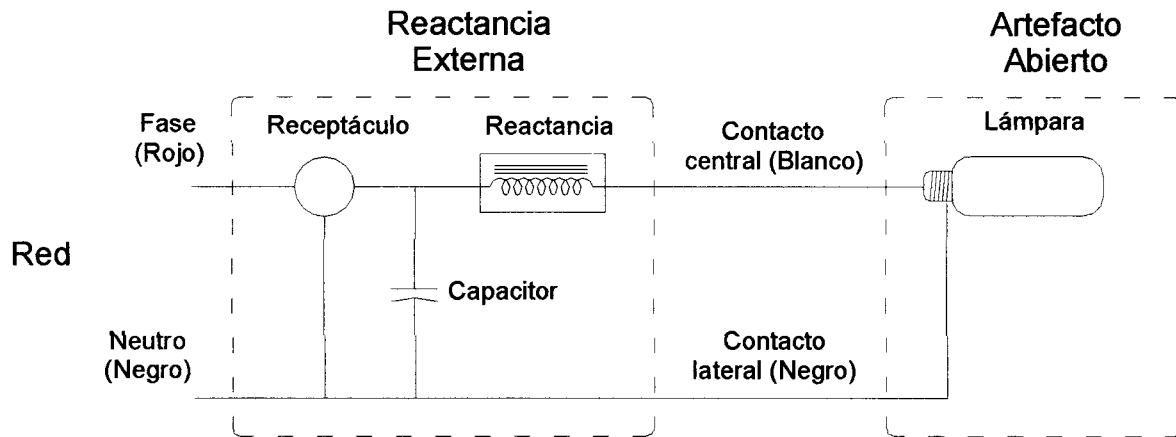 Reactancia
Externa
Artefacto
Abierto
Fase
(Rojo)
Receptáculo
Reactancia
Contacto
central (Blanco)
Lámpara
Red
Capacitor
Neutro
(Negro)
Contacto
lateral (Negro)